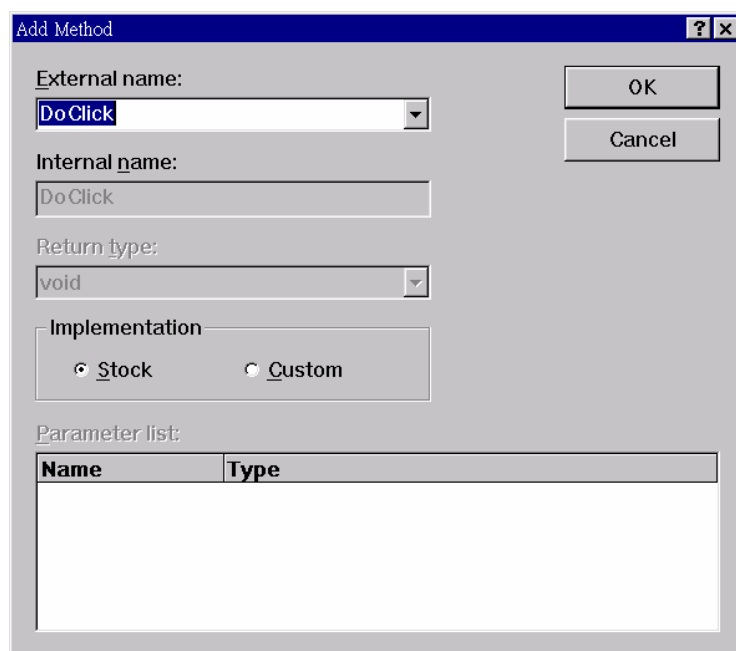 Add Method
External name:
DoClick
OK
Cancel
Internal name:
DoClick
Return type:
void
Implementation
Stock
Custom
Parameter list:
Name Type